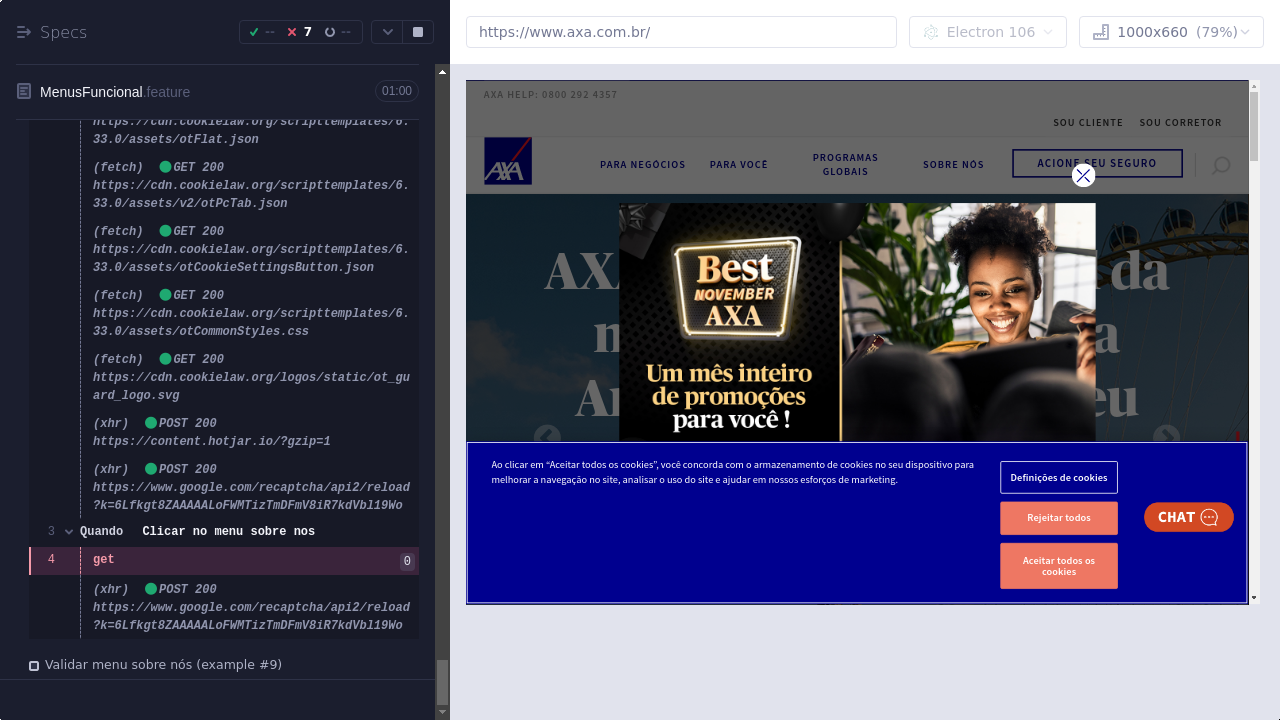 Specs
--
7
--
https://www.axa.com.br/
Electron 106
1000x660 (79%)
MenusFuncional.feature
01:00
https://cdn.cookielaw.org/scripttemplates/6.
33.0/assets/otFlat.json
(fetch) GET 200
https://cdn.cookielaw.org/scripttemplates/6.
33.0/assets/v2/otPcTab.json
(fetch) GET 200
https://cdn.cookielaw.org/scripttemplates/6.
33.0/assets/otCookieSettingsButton.json
(fetch) GET 200
https://cdn.cookielaw.org/scripttemplates/6.
33.0/assets/otCommonStyles.css
(fetch) GET 200
https://cdn.cookielaw.org/logos/static/ot_gu
ard_logo.svg
(xhr) POST 200
https://content.hotjar.io/?gzip=1
(xhr) POST 200
https://www.google.com/recaptcha/api2/reload
?k=6Lfkgt8ZAAAAALoFWMTizTmDFmV8iR7kdVbl19Wo
3 Quando Clicar no menu sobre nos
4 get 0
(xhr) POST 200
https://www.google.com/recaptcha/api2/reload
?k=6Lfkgt8ZAAAAALoFWMTizTmDFmV8iR7kdVbl19Wo
Validar menu sobre nós (example #9)
AXA HELP: 0800 292 4357
SOU CLIENTE SOU CORRETOR
AXA
PARA NEGÓCIOS PARA VOCÊ PROGRAMAS GLOBAIS SOBRE NÓS ACIONE SEU SEGURO
AX
da
Best
NOVEMBER
AXA
Um mês inteiro
de promoções
para você !
Ao clicar em “Aceitar todos os cookies”, você concorda com o armazenamento de cookies no seu dispositivo para
melhorar a navegação no site, analisar o uso do site e ajudar em nossos esforços de marketing.
Definições de cookies
Rejeitar todos
Aceitar todos os
cookies
CHAT